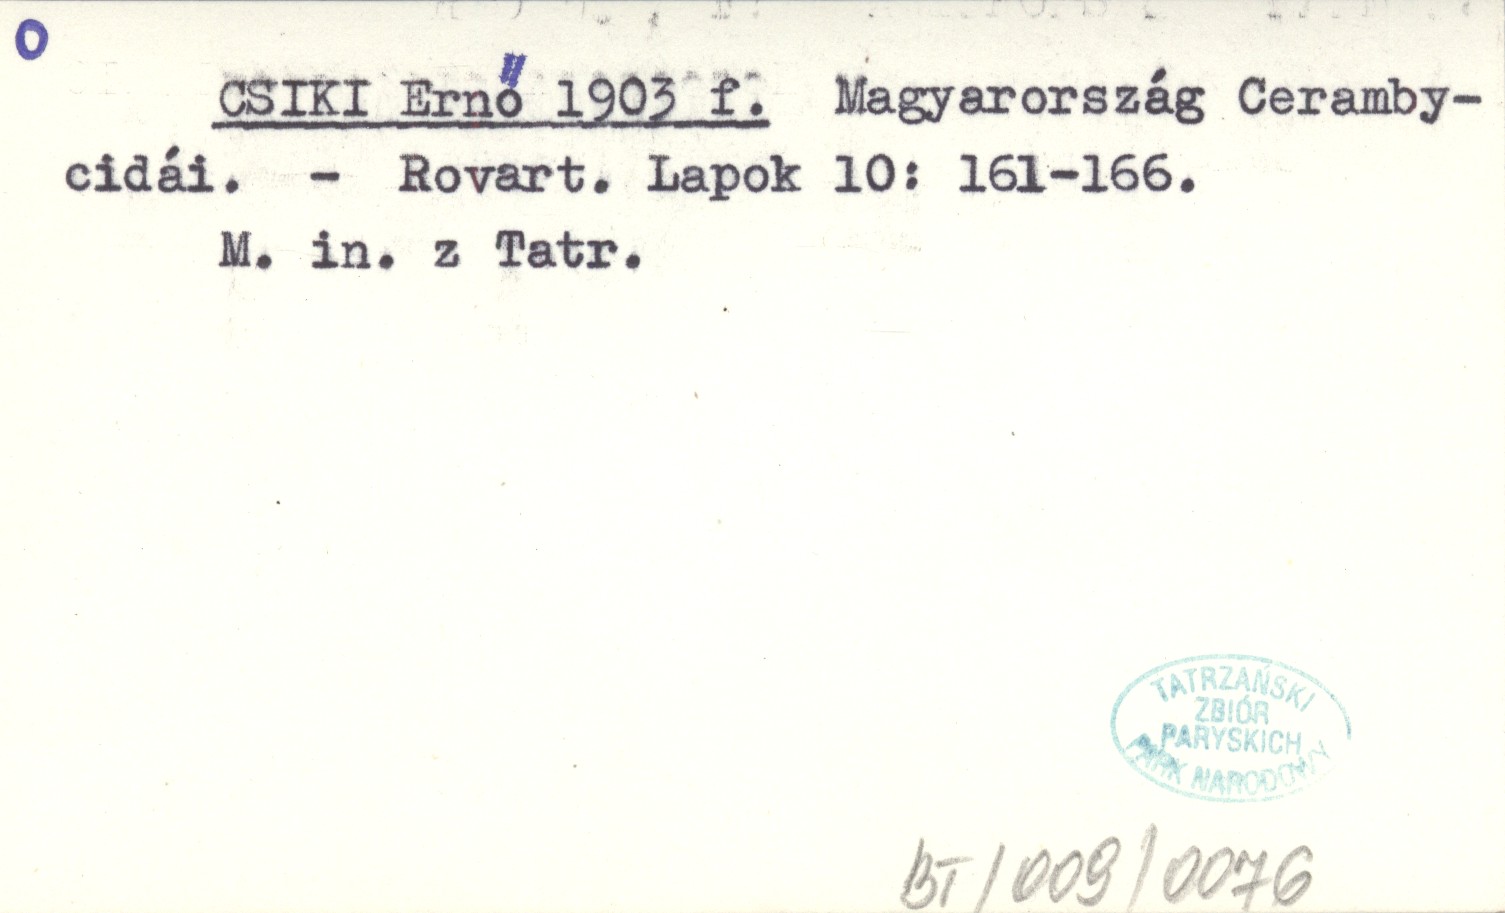 O
CSIKI Ernő 1903 f. Magyarország Ceramby-
cidái. - Rovart. Lapok 10: 161-166.
M. in. z Tatr.
TATRZAŃSKI
ZBIÓR
PARYSKICH
PARK NARODOWY
BT/009/0076